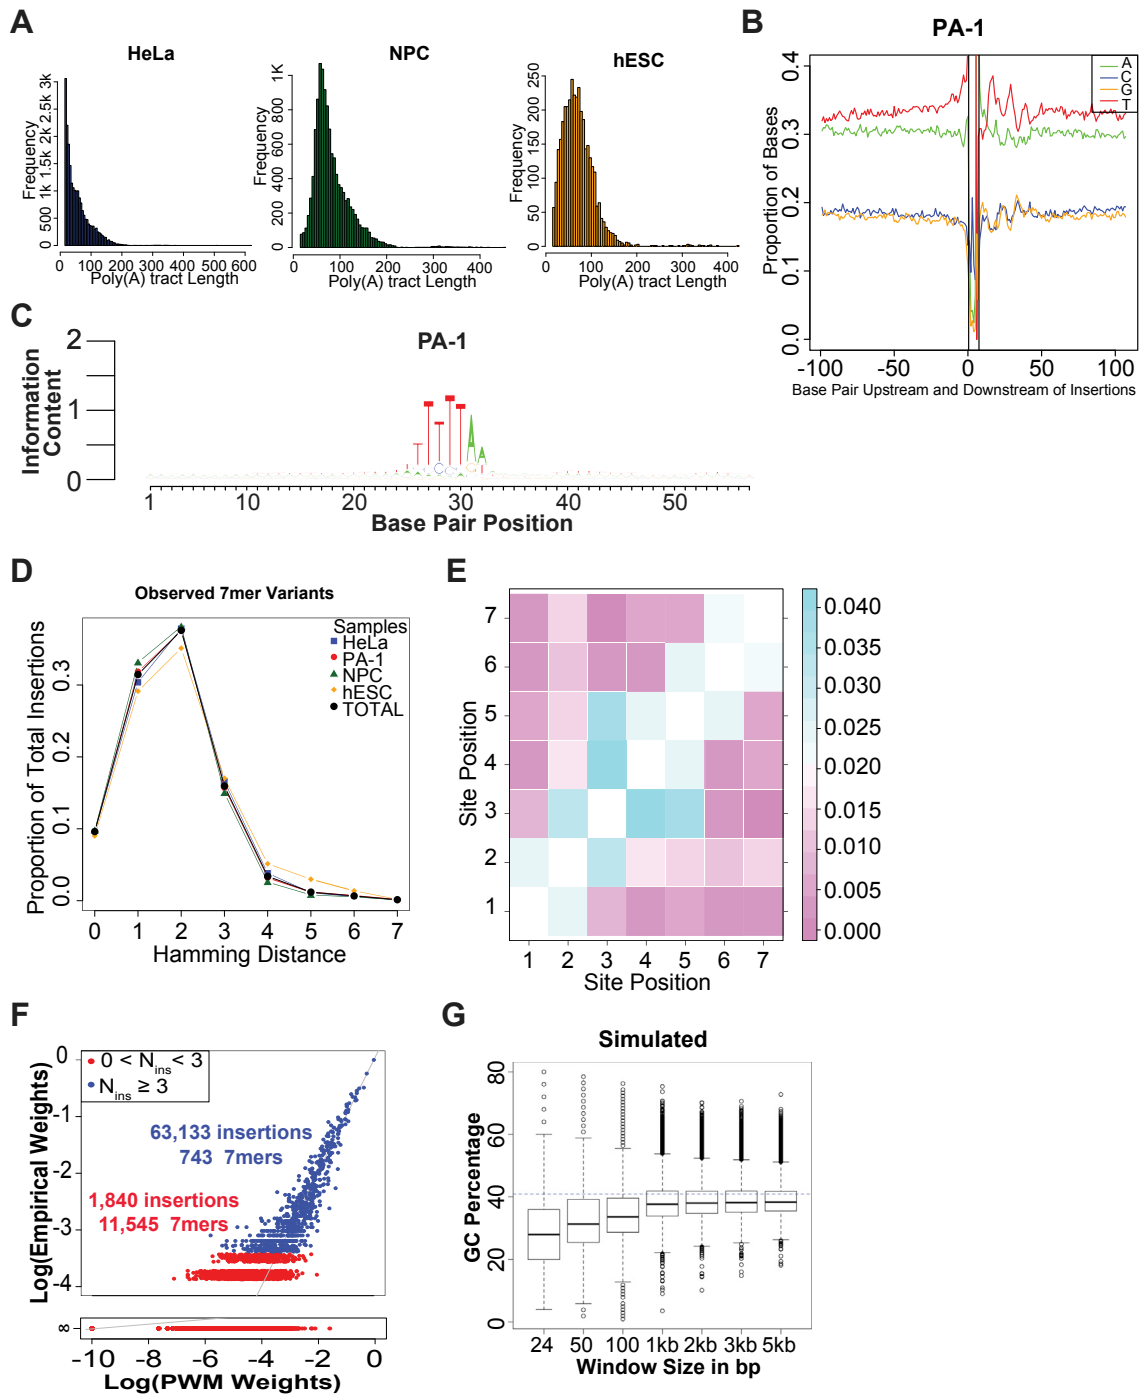 A
HeLa
Frequency
3k
2.5k
2k
1.5k
1k
500
0
0 100 200 300 400 500 600
Poly(A) tract Length
NPC
Frequency
1K
800
600
400
200
0
0 100 200 300 400
Poly(A) tract Length
hESC
Frequency
250
200
150
100
50
0
0 100 200 300 400
Poly(A) tract Length
B
PA-1
Proportion of Bases
0.4
0.3
0.2
0.1
0.0
A
C
G
T
-100 -50 0 50 100
Base Pair Upstream and Downstream of Insertions
C
PA-1
Information
Content
2
1
0
1 10 20 30 40 50
Base Pair Position
D
Observed 7mer Variants
Proportion of Total Insertions
0.3
0.2
0.1
0.0
Samples
HeLa
PA-1
NPC
hESC
TOTAL
0 1 2 3 4 5 6 7
Hamming Distance
E
Site Position
7
6
5
4
3
2
1
1 2 3 4 5 6 7
Site Position
0.040
0.035
0.030
0.025
0.020
0.015
0.010
0.005
0.000
F
Log(Empirical Weights)
0
-1
-2
-3
-4
∞
0 < Nins < 3
Nins ≥ 3
63,133 insertions
743 7mers
1,840 insertions
11,545 7mers
-10 -8 -6 -4 -2 0
Log(PWM Weights)
G
Simulated
GC Percentage
80
60
40
20
0
24 50 100 1kb 2kb 3kb 5kb
Window Size in bp